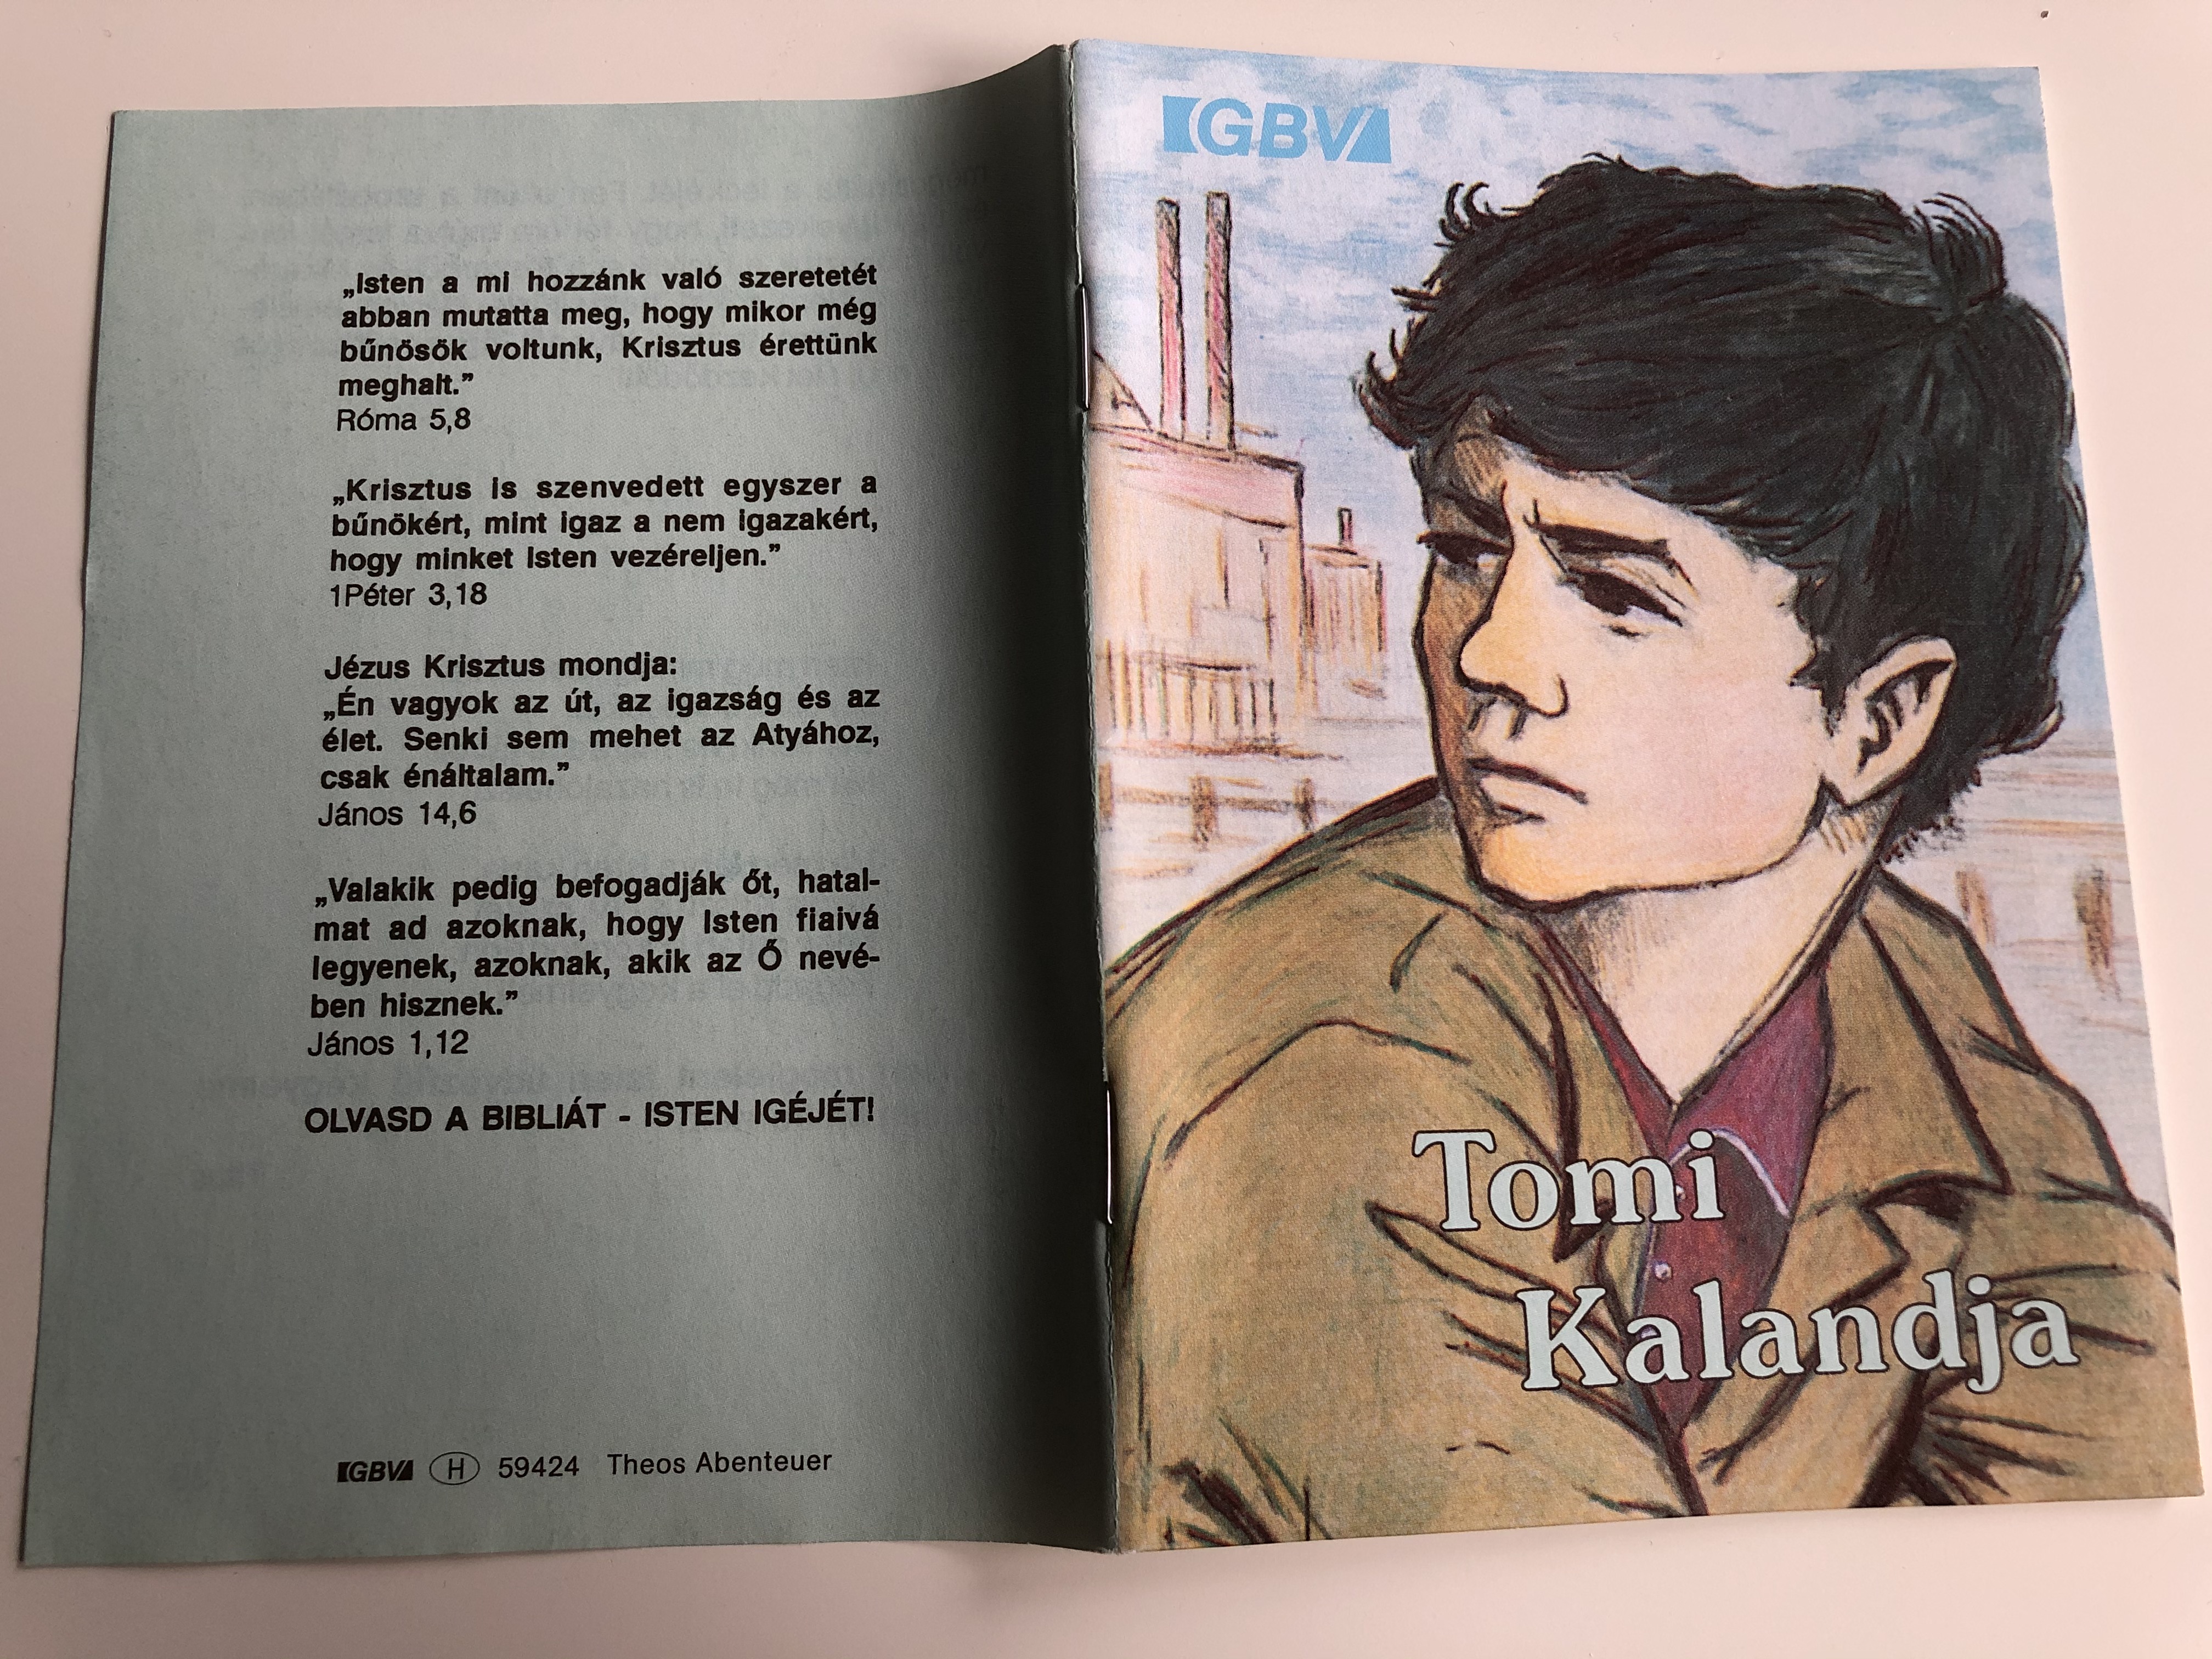 „Isten a mi hozzánk való szeretetét
abban mutatta meg, hogy mikor még
bűnösök voltunk, Krisztus érettünk
meghalt.”
Róma 5,8
„Krisztus is szenvedett egyszer a
bűnökért, mint igaz a nem igazakért,
hogy minket Isten vezéreljen.”
1Péter 3,18
Jézus Krisztus mondja:
„Én vagyok az út, az igazság és az
élet. Senki sem mehet az Atyához,
csak énáltalam.”
János 14,6
„Valakik pedig befogadják őt, hatal-
mat ad azoknak, hogy Isten fiaivá
legyenek, azoknak, akik az Ő nevé-
ben hisznek.”
János 1,12
OLVASD A BIBLIÁT - ISTEN IGÉJÉT!
GBV H 59424 Theos Abenteuer
GBV
Tomi
Kalandja